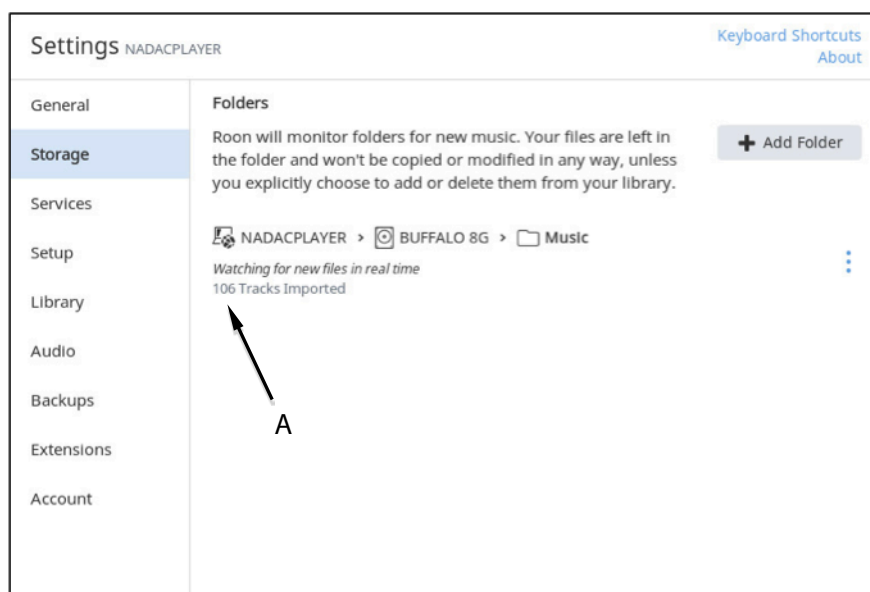 Settings NADACPLAYER
Keyboard Shortcuts
About
General
Storage
Services
Setup
Library
Audio
Backups
Extensions
Account
Folders
Roon will monitor folders for new music. Your files are left in
the folder and won't be copied or modified in any way, unless
you explicitly choose to add or delete them from your library.
+ Add Folder
NADACPLAYER > BUFFALO 8G > Music
Watching for new files in real time
106 Tracks Imported
A